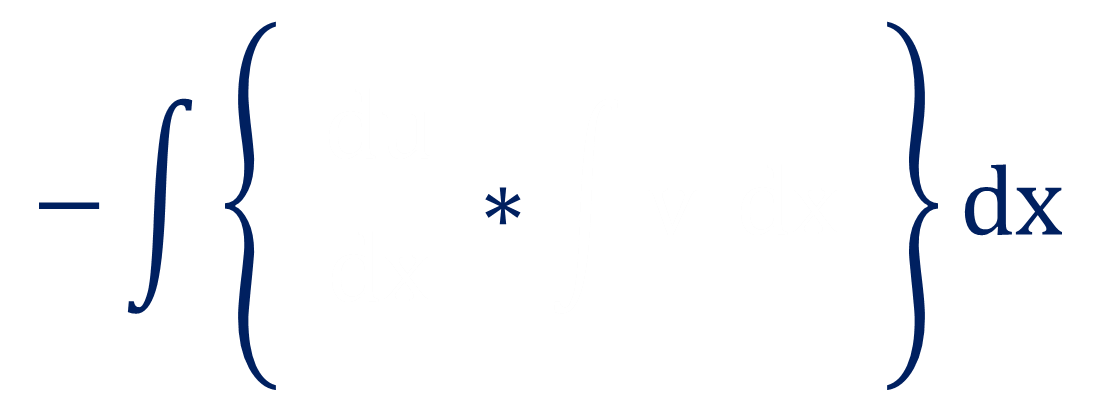 − ∫ { * } dx